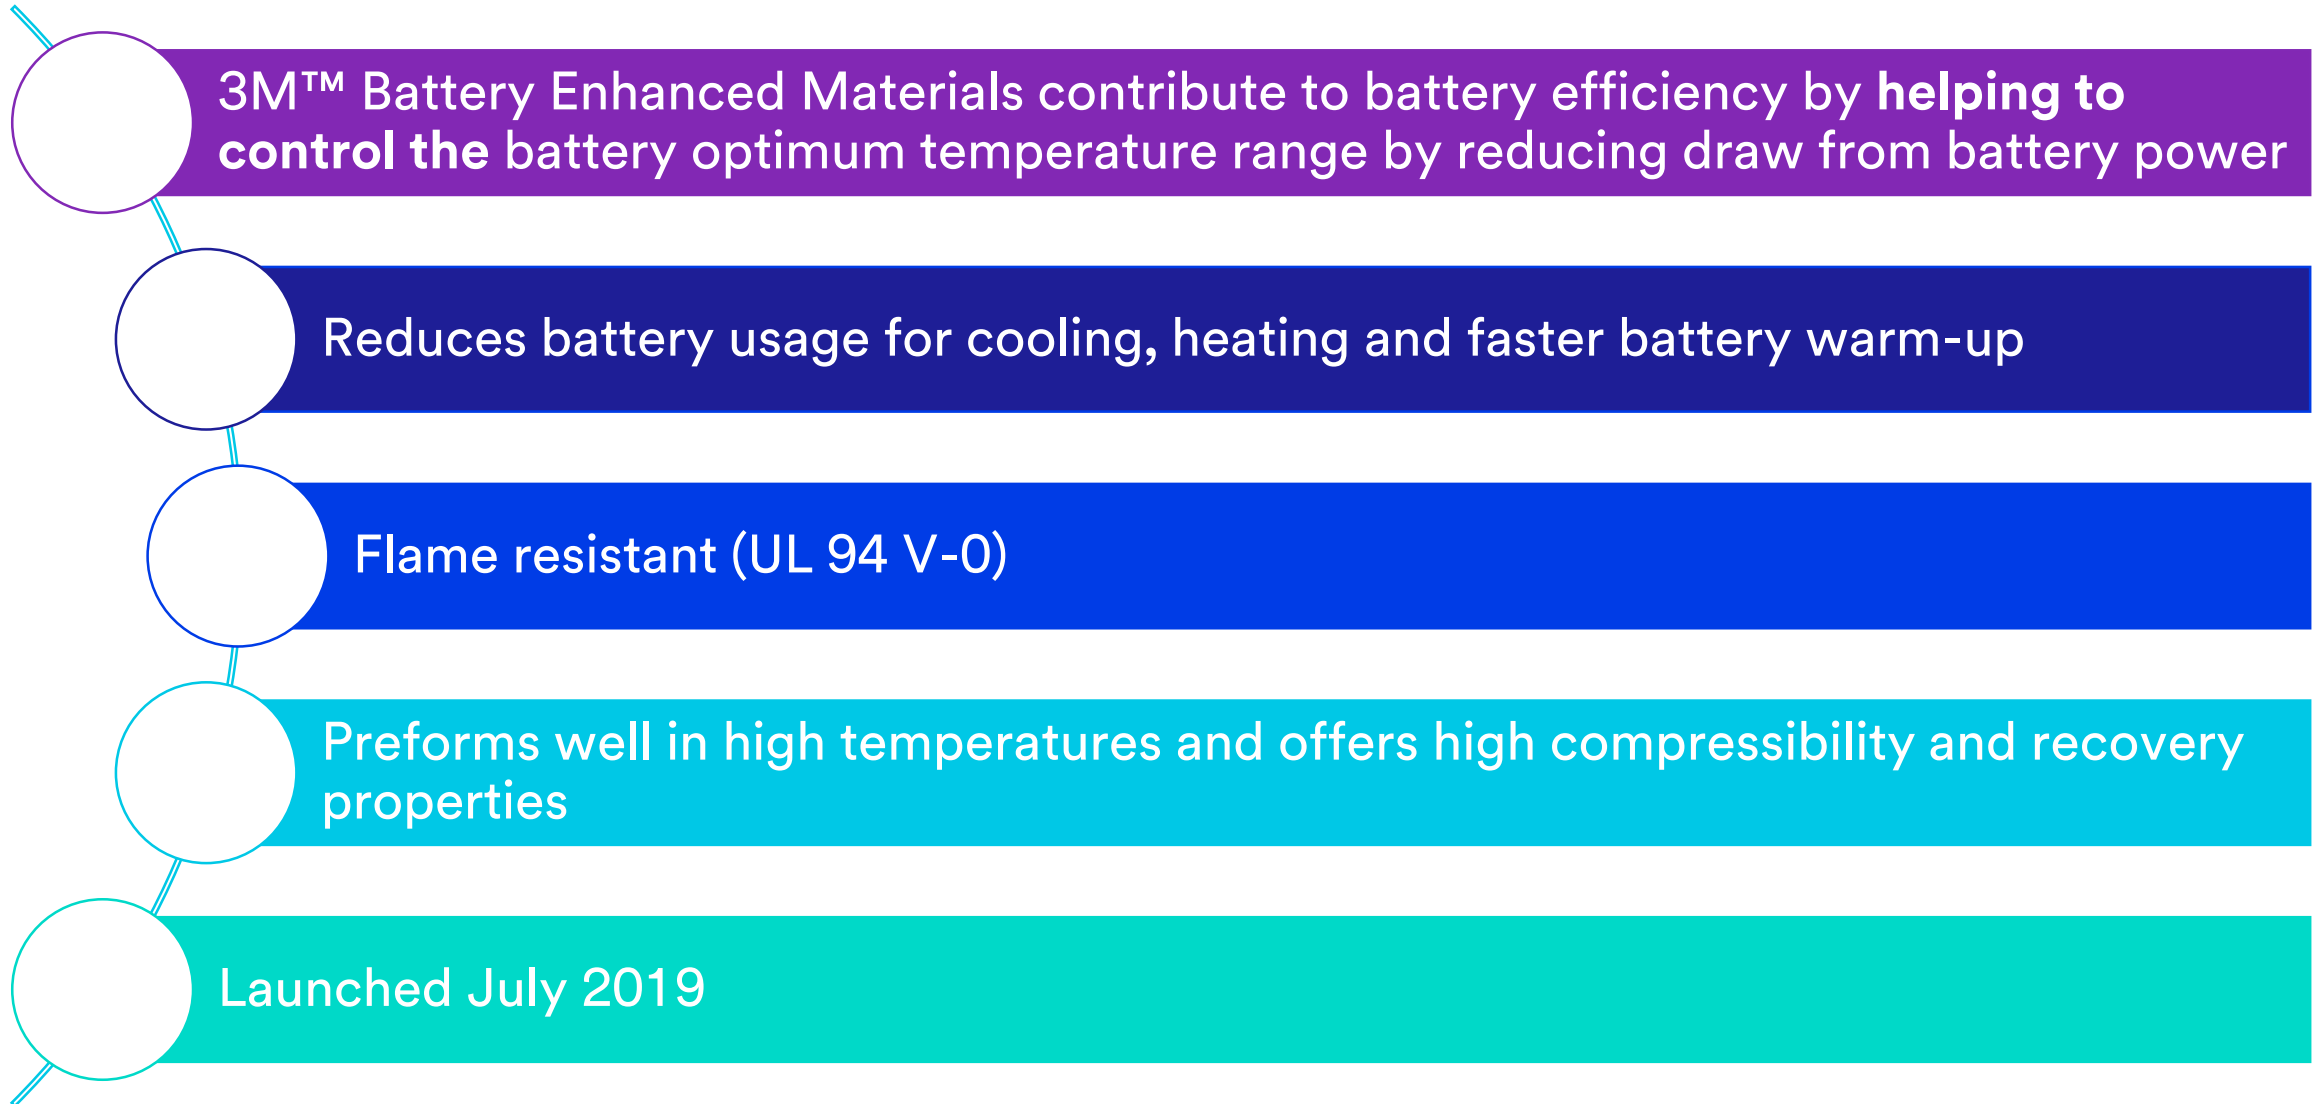 3M™ Battery Enhanced Materials contribute to battery efficiency by helping to
control the battery optimum temperature range by reducing draw from battery power
Reduces battery usage for cooling, heating and faster battery warm-up
Flame resistant (UL 94 V-0)
Preforms well in high temperatures and offers high compressibility and recovery
properties
Launched July 2019